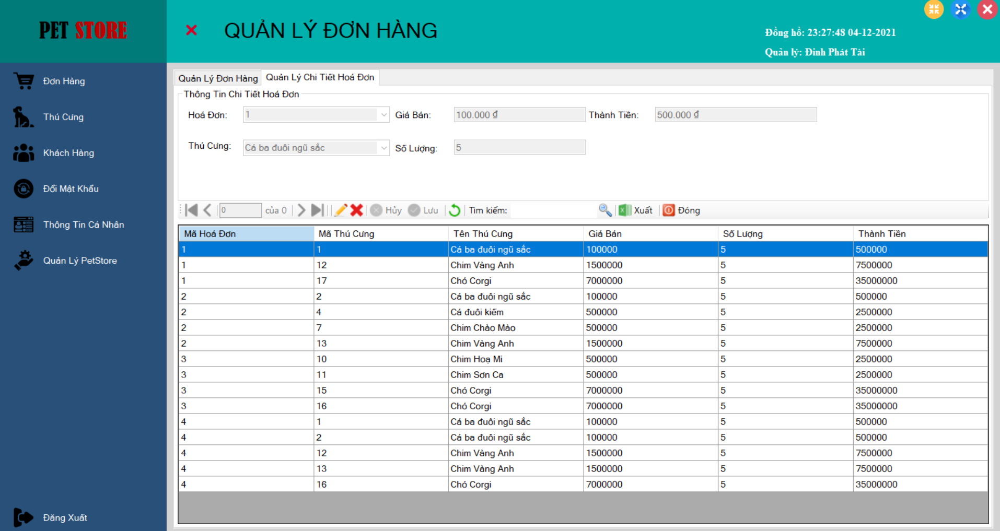 PET STORE
QUẢN LÝ ĐƠN HÀNG
Đồng hồ: 23:27:48 04-12-2021
Quản lý: Đinh Phát Tài
Đơn Hàng
Thú Cưng
Khách Hàng
Đổi Mật Khẩu
Thông Tin Cá Nhân
Quản Lý PetStore
Đăng Xuất
Quản Lý Đơn Hàng Quản Lý Chi Tiết Hoá Đơn
Thông Tin Chi Tiết Hoá Đơn
Hoá Đơn: 1 Giá Bán: 100.000 ₫ Thành Tiền: 500.000 ₫
Thú Cưng: Cá ba đuôi ngũ sắc Số Lượng: 5
0 của 0 Hủy Lưu Tìm kiếm: Xuất Đóng
Mã Hoá Đơn Mã Thú Cưng Tên Thú Cưng Giá Bán Số Lượng Thành Tiền
1 1 Cá ba đuôi ngũ sắc 100000 5 500000
1 12 Chim Vàng Anh 1500000 5 7500000
1 17 Chó Corgi 7000000 5 35000000
2 2 Cá ba đuôi ngũ sắc 100000 5 500000
2 4 Cá đuôi kiếm 500000 5 2500000
2 7 Chim Chào Mào 500000 5 2500000
2 13 Chim Vàng Anh 1500000 5 7500000
3 10 Chim Hoạ Mi 500000 5 2500000
3 11 Chim Sơn Ca 500000 5 2500000
3 15 Chó Corgi 7000000 5 35000000
3 16 Chó Corgi 7000000 5 35000000
4 1 Cá ba đuôi ngũ sắc 100000 5 500000
4 2 Cá ba đuôi ngũ sắc 100000 5 500000
4 12 Chim Vàng Anh 1500000 5 7500000
4 13 Chim Vàng Anh 1500000 5 7500000
4 16 Chó Corgi 7000000 5 35000000